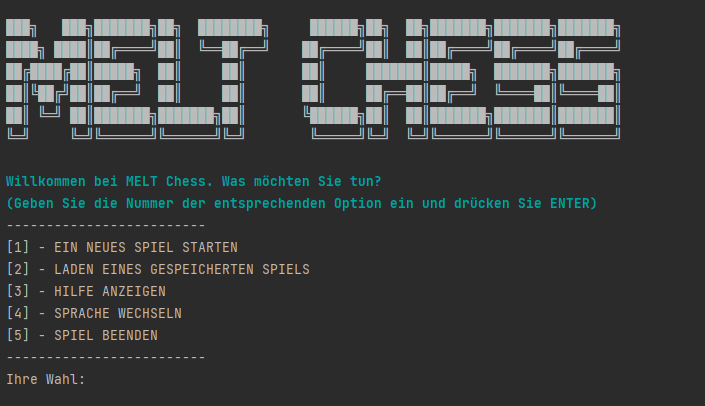 MELT CHESS
Willkommen bei MELT Chess. Was möchten Sie tun?
(Geben Sie die Nummer der entsprechenden Option ein und drücken Sie ENTER)
-------------------------
[1] - EIN NEUES SPIEL STARTEN
[2] - LADEN EINES GESPEICHERTEN SPIELS
[3] - HILFE ANZEIGEN
[4] - SPRACHE WECHSELN
[5] - SPIEL BEENDEN
-------------------------
Ihre Wahl: